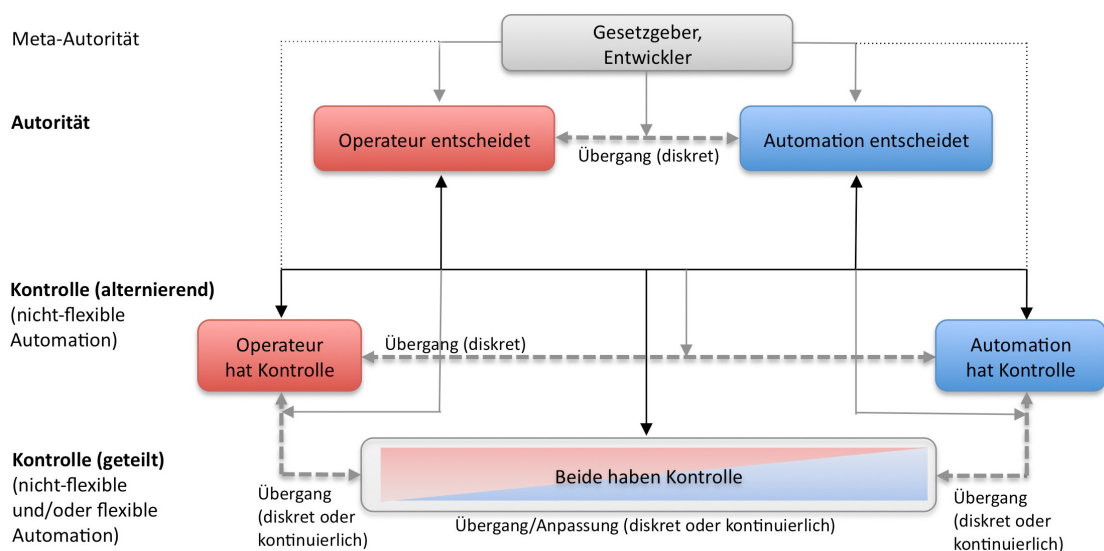 Meta-Autorität
Gesetzgeber,
Entwickler
Autorität
Operateur entscheidet
Übergang (diskret)
Automation entscheidet
Kontrolle (alternierend)
(nicht-flexible
Automation)
Operateur
hat Kontrolle
Übergang (diskret)
Automation
hat Kontrolle
Kontrolle (geteilt)
(nicht-flexible
und/oder flexible
Automation)
Übergang
(diskret oder
kontinuierlich)
Beide haben Kontrolle
Übergang/Anpassung (diskret oder kontinuierlich)
Übergang
(diskret oder
kontinuierlich)